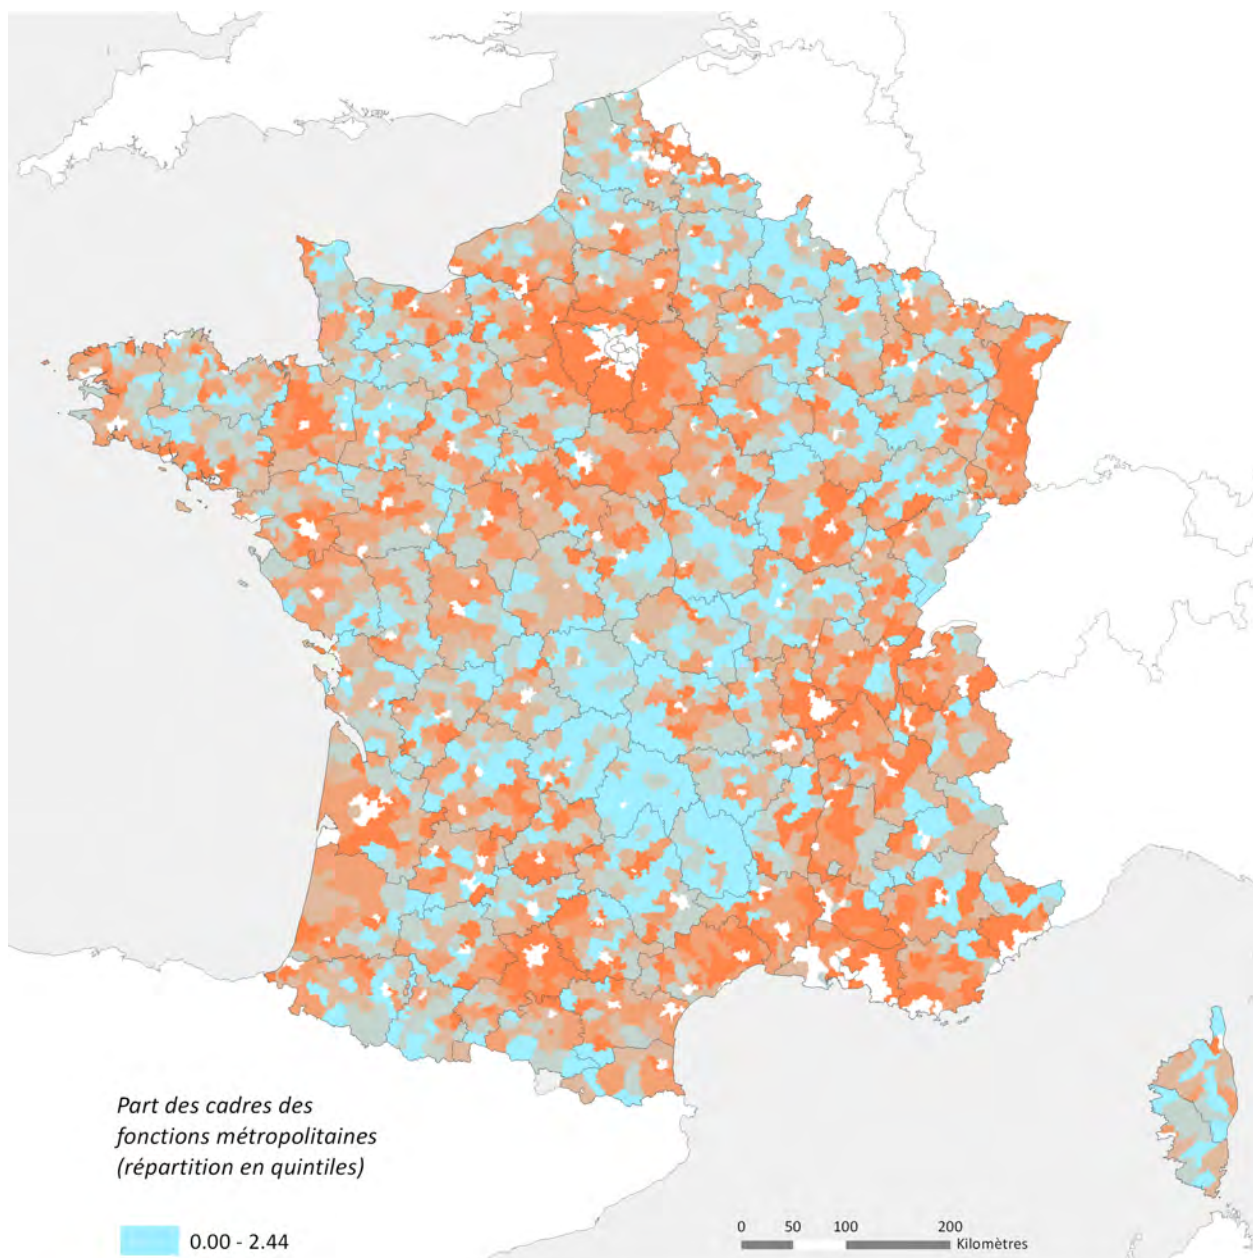 Part des cadres des
fonctions métropolitaines
(répartition en quintiles)
0.00 - 2.44
0 50 100 200
Kilomètres